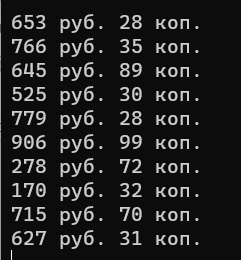 653 руб. 28 коп.
766 руб. 35 коп.
645 руб. 89 коп.
525 руб. 30 коп.
779 руб. 28 коп.
906 руб. 99 коп.
278 руб. 72 коп.
170 руб. 32 коп.
715 руб. 70 коп.
627 руб. 31 коп.